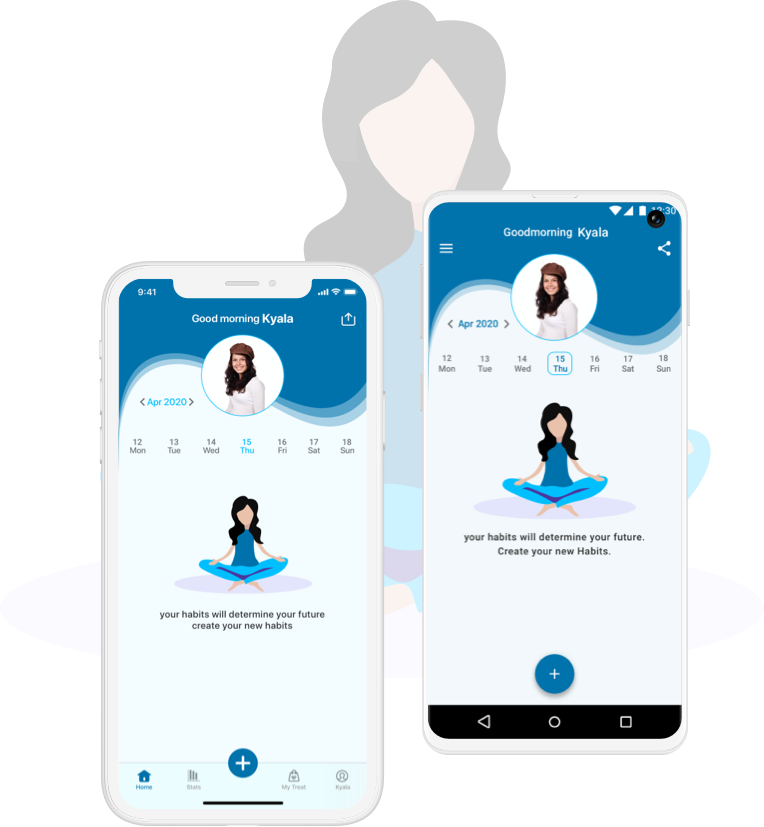 9:41
Good morning Kyala
Apr 2020
12 13 14 15 16 17 18
Mon Tue Wed Thu Fri Sat Sun
your habits will determine your future
create your new habits
Home Stats My Treat Kyala
Goodmorning Kyala
Apr 2020
12 13 14 15 16 17 18
Mon Tue Wed Thu Fri Sat Sun
your habits will determine your future.
Create your new Habits.